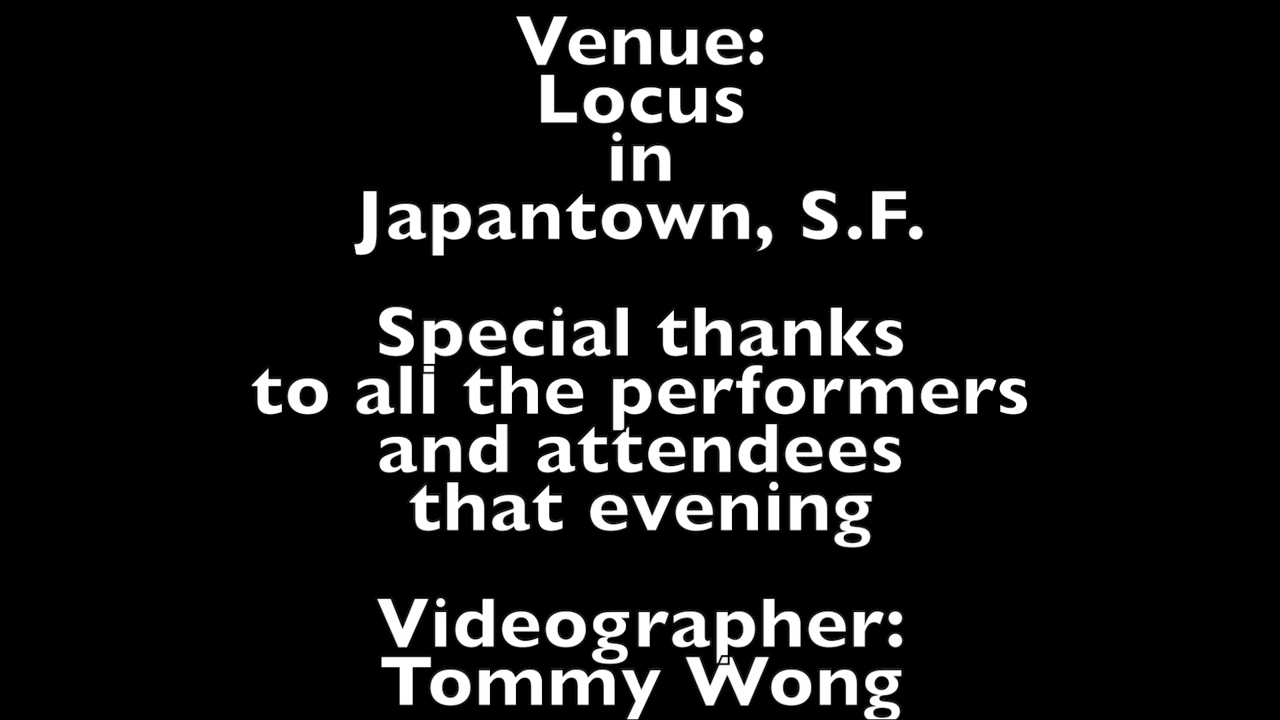 Venue:
Locus
in
Japantown, S.F.
Special thanks
to all the performers
and attendees
that evening
Videographer:
Tommy Wong